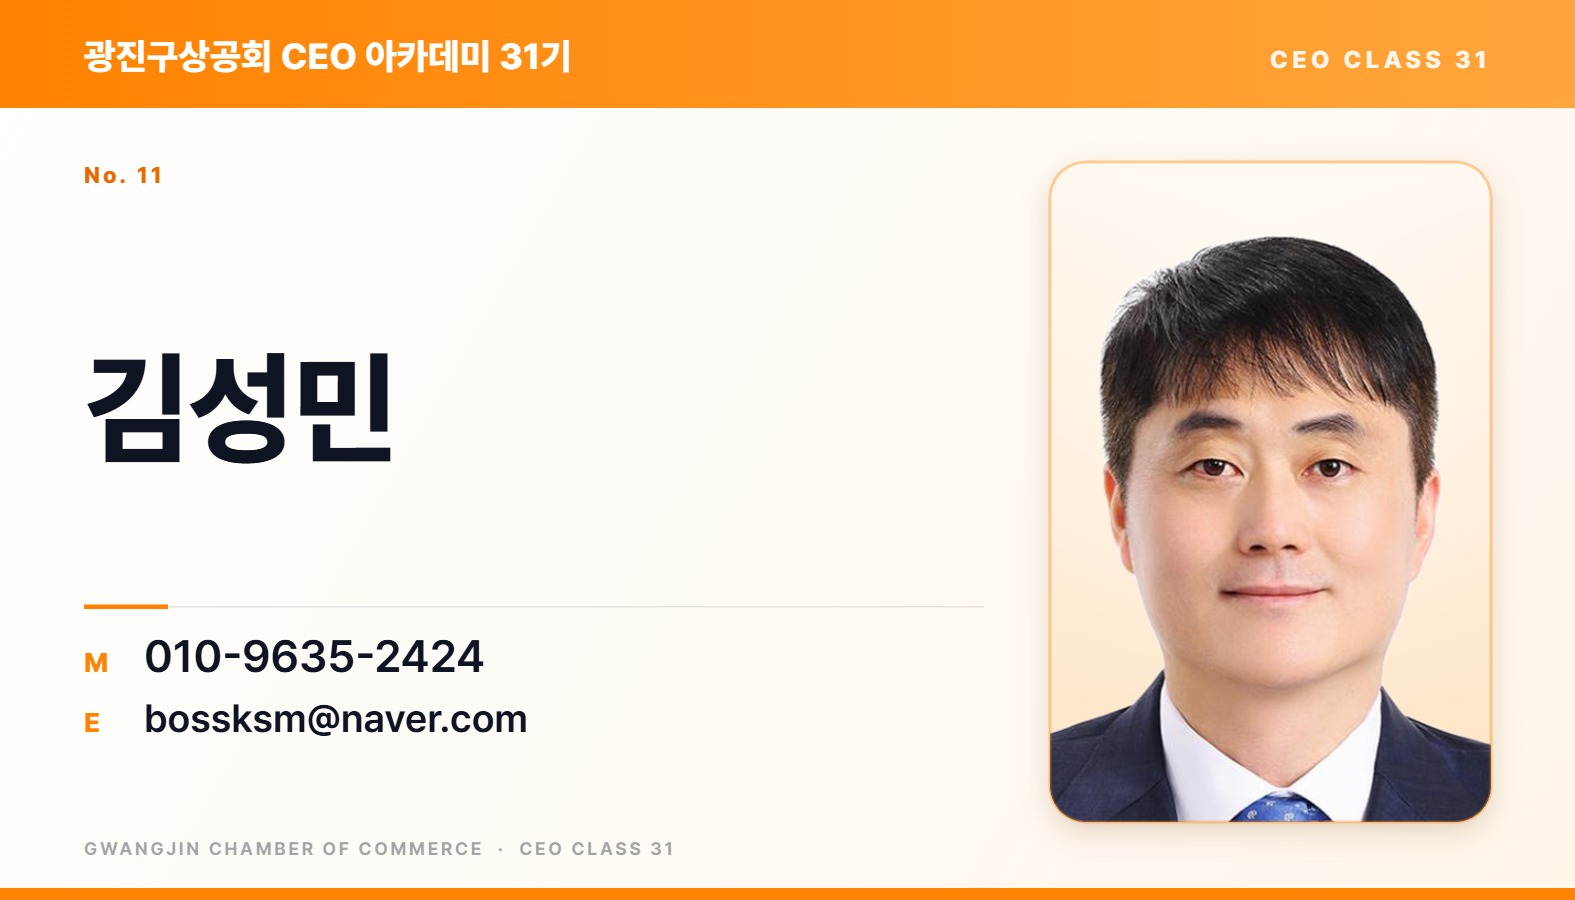 광진구상공회 CEO 아카데미 31기
CEO CLASS 31
No. 11
김성민
M 010-9635-2424
E bossksm@naver.com
GWANGJIN CHAMBER OF COMMERCE · CEO CLASS 31